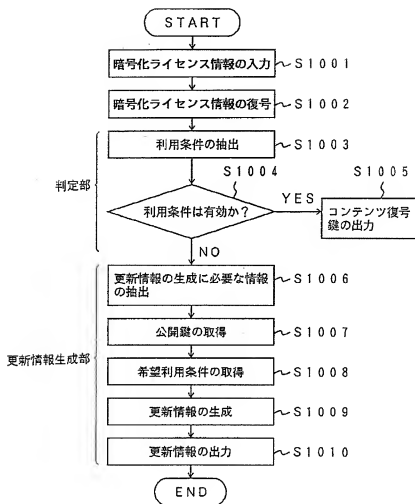 START
暗号化ライセンス情報の入力
S1001
暗号化ライセンス情報の復号
S1002
利用条件の抽出
S1003
判定部
S1004
利用条件は有効か?
YES
S1005
コンテンツ復号
鍵の出力
NO
更新情報の生成に必要な情報
の抽出
S1006
公開鍵の取得
S1007
更新情報生成部
希望利用条件の取得
S1008
更新情報の生成
S1009
更新情報の出力
S1010
END